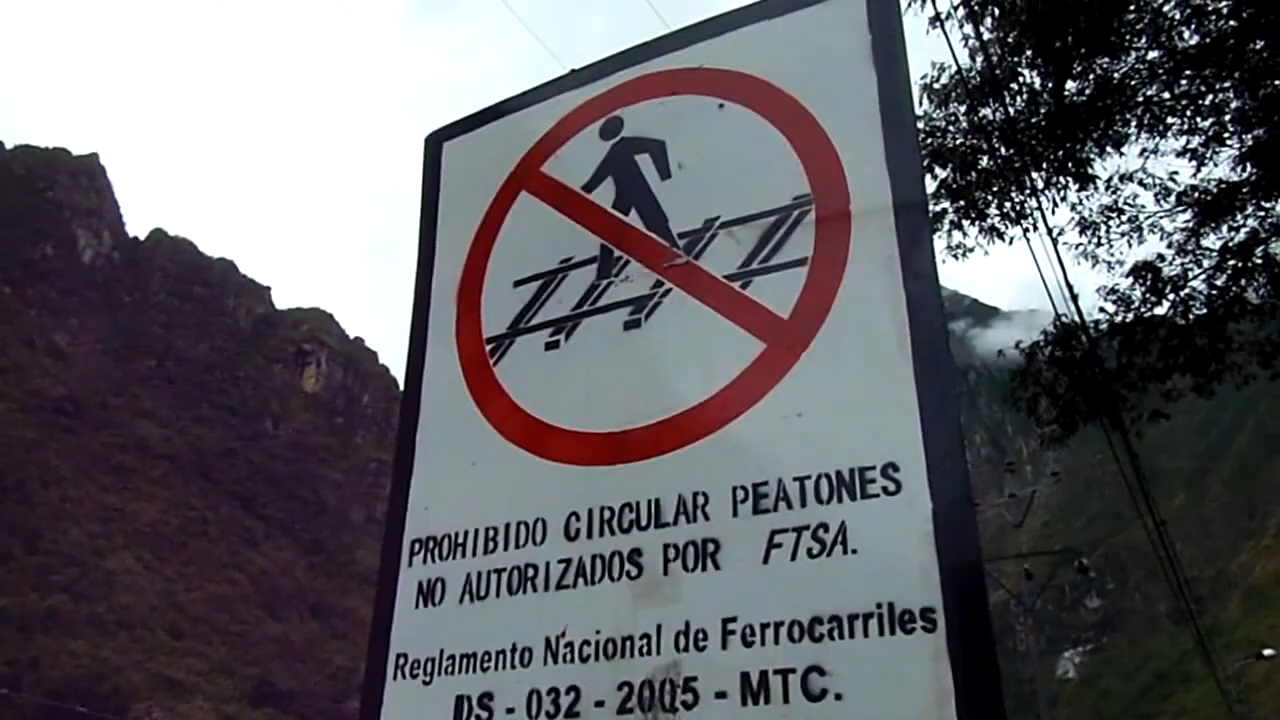 PROHIBIDO CIRCULAR PEATONES
NO AUTORIZADOS POR FTSA.
Reglamento Nacional de Ferrocarriles
DS - 032 - 2005 - MTC.